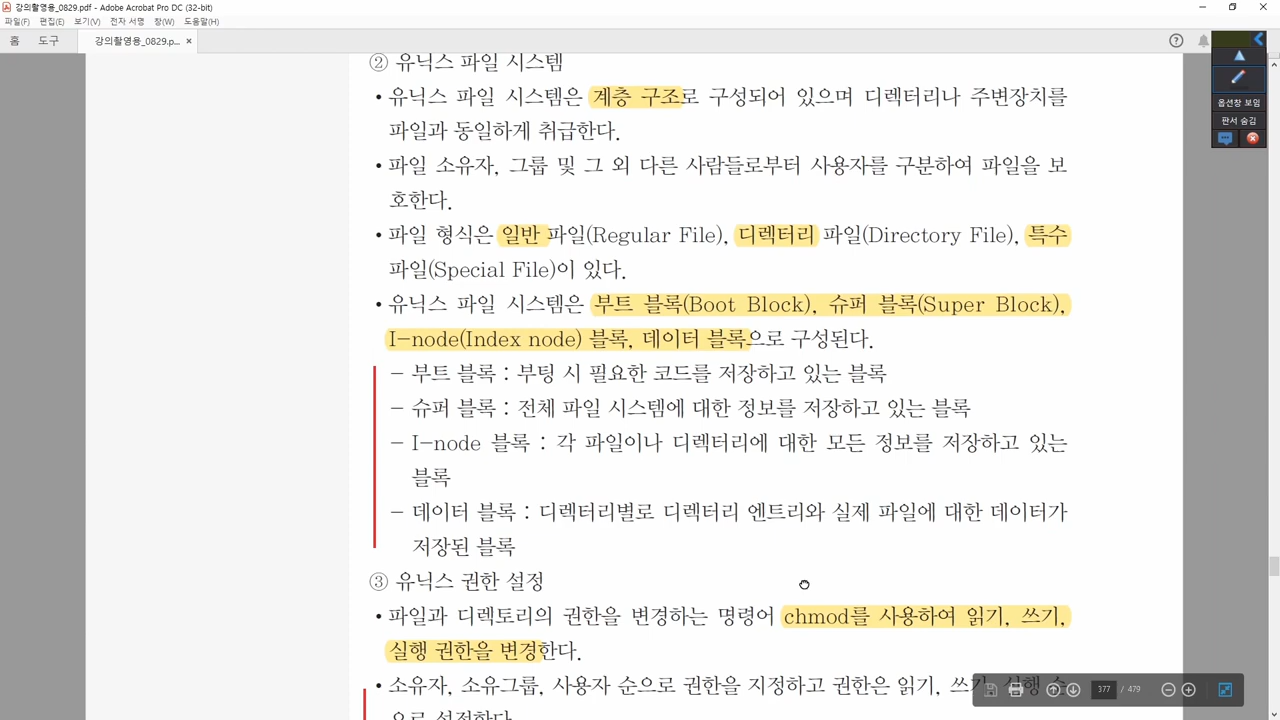 강의촬영용_0829.pdf - Adobe Acrobat Pro DC (32-bit)
파일(F) 편집(E) 보기(V) 전자 서명 창(W) 도움말(H)
홈 도구 강의촬영용_0829.p... ×
② 유닉스 파일 시스템
• 유닉스 파일 시스템은 계층 구조로 구성되어 있으며 디렉터리나 주변장치를
파일과 동일하게 취급한다.
• 파일 소유자, 그룹 및 그 외 다른 사람들로부터 사용자를 구분하여 파일을 보
호한다.
• 파일 형식은 일반 파일(Regular File), 디렉터리 파일(Directory File), 특수
파일(Special File)이 있다.
• 유닉스 파일 시스템은 부트 블록(Boot Block), 슈퍼 블록(Super Block),
I-node(Index node) 블록, 데이터 블록으로 구성된다.
- 부트 블록 : 부팅 시 필요한 코드를 저장하고 있는 블록
- 슈퍼 블록 : 전체 파일 시스템에 대한 정보를 저장하고 있는 블록
- I-node 블록 : 각 파일이나 디렉터리에 대한 모든 정보를 저장하고 있는
블록
- 데이터 블록 : 디렉터리별로 디렉터리 엔트리와 실제 파일에 대한 데이터가
저장된 블록
③ 유닉스 권한 설정
• 파일과 디렉토리의 권한을 변경하는 명령어 chmod를 사용하여 읽기, 쓰기,
실행 권한을 변경한다.
• 소유자, 소유그룹, 사용자 순으로 권한을 지정하고 권한은 읽기, 쓰기, 실행
으로 설정한다
옵션창 보임
판서 숨김
377 / 479